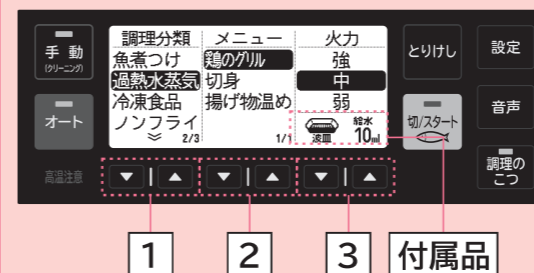 手動
(クリーニング)
オート
高温注意
調理分類
魚煮つけ
過熱水蒸気
冷凍食品
ノンフライ
2/3
メニュー
鶏のグリル
切身
揚げ物温め
1/1
火力
強
中
弱
波皿
給水
10ml
とりけし
切/スタート
設定
音声
調理の
こつ
▼ | ▲
▼ | ▲
▼ | ▲
1
2
3
付属品